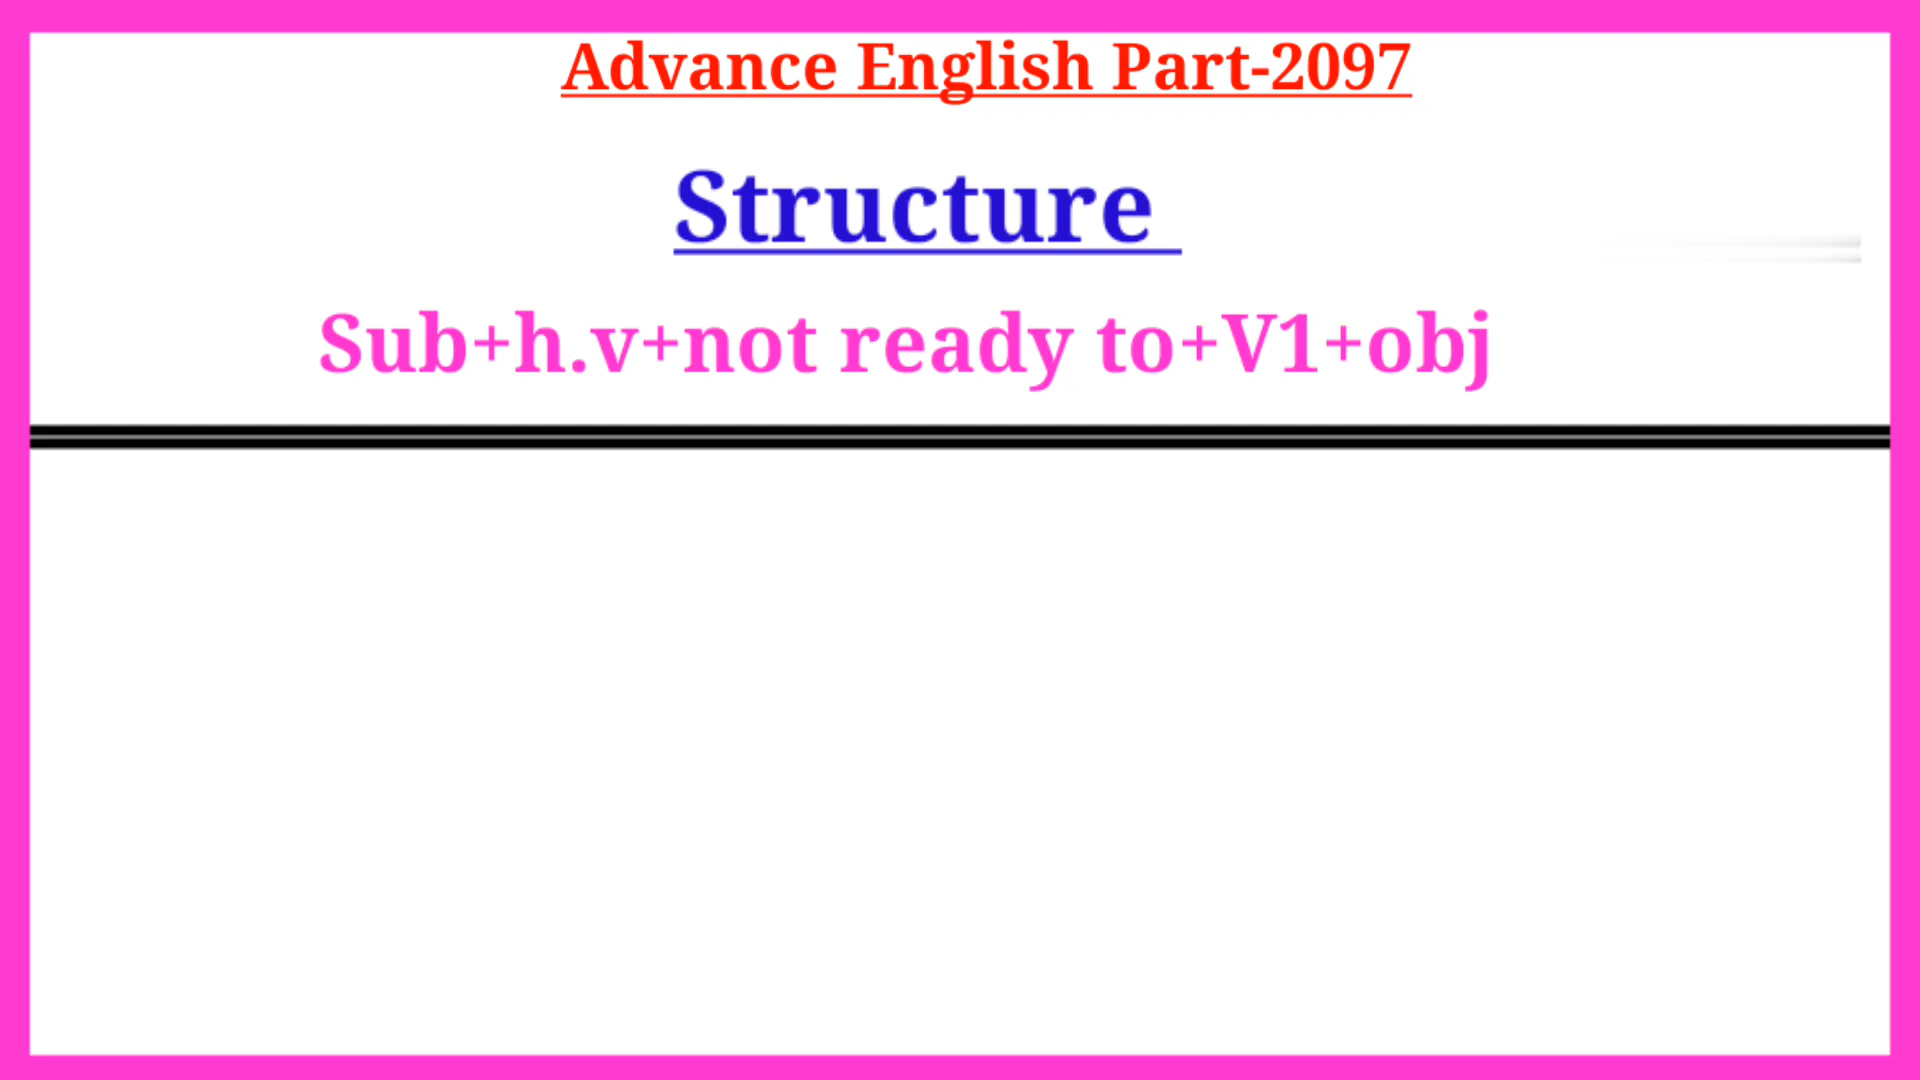 Advance English Part-2097
Structure
Sub+h.v+not ready to+V1+obj